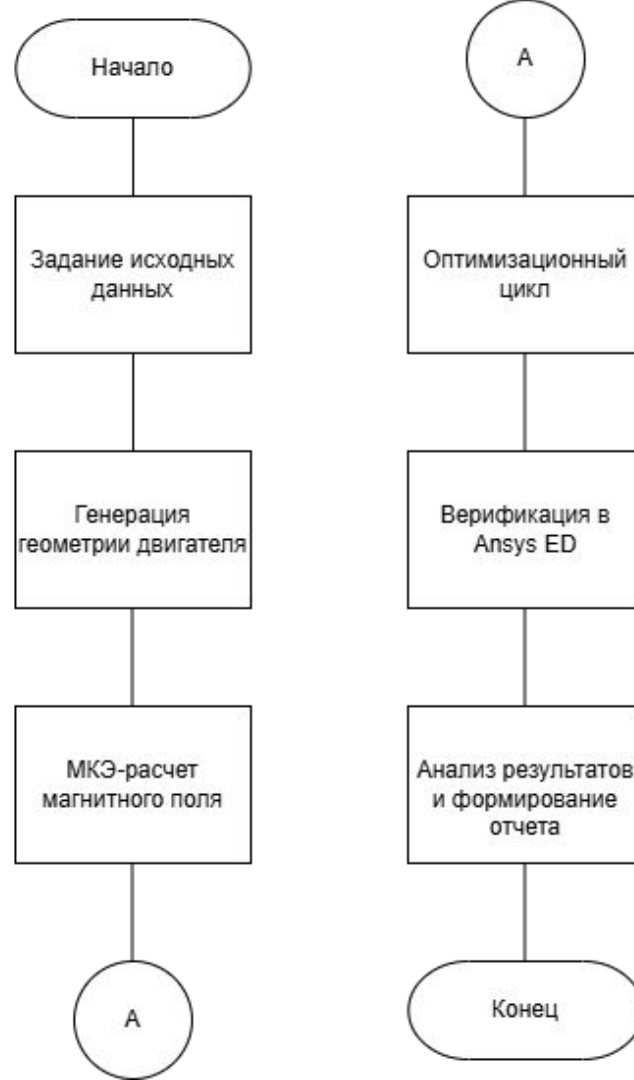 Начало
Задание исходных
данных
Генерация
геометрии двигателя
МКЭ-расчет
магнитного поля
А
А
Оптимизационный
цикл
Верификация в
Ansys ED
Анализ результатов
и формирование
отчета
Конец